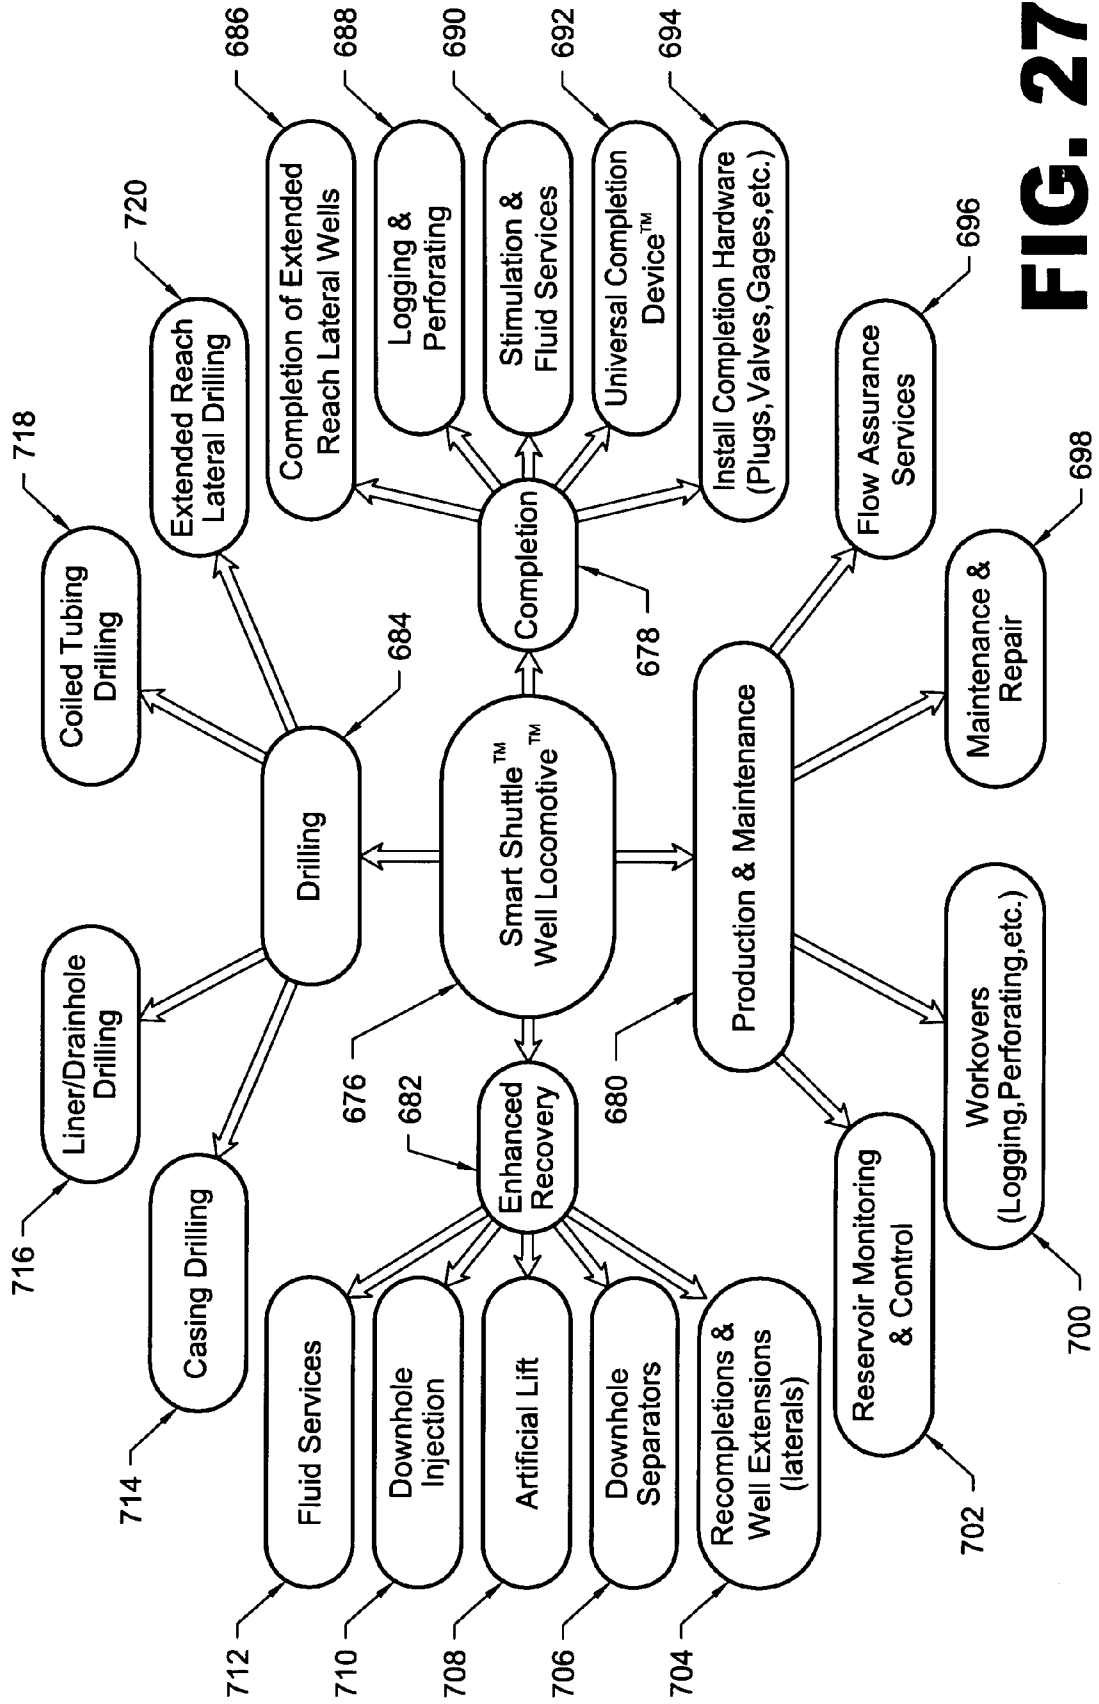 716
Liner/Drainhole
Drilling
Coiled Tubing
Drilling
718
714
Casing Drilling
Extended Reach
Lateral Drilling
720
Drilling
684
712
Fluid Services
Completion of Extended
Reach Lateral Wells
686
710
Downhole
Injection
Logging &
Perforating
688
676
682
Enhanced
Recovery
Smart Shuttle™
Well Locomotive™
Completion
678
708
Artificial Lift
Stimulation &
Fluid Services
690
706
Downhole
Separators
Universal Completion
Device™
692
704
Recompletions &
Well Extensions
(laterals)
Install Completion Hardware
(Plugs,Valves,Gages,etc.)
694
680
Production & Maintenance
702
Reservoir Monitoring
& Control
Flow Assurance
Services
696
700
Workovers
(Logging,Perforating,etc.)
Maintenance &
Repair
698
FIG. 27